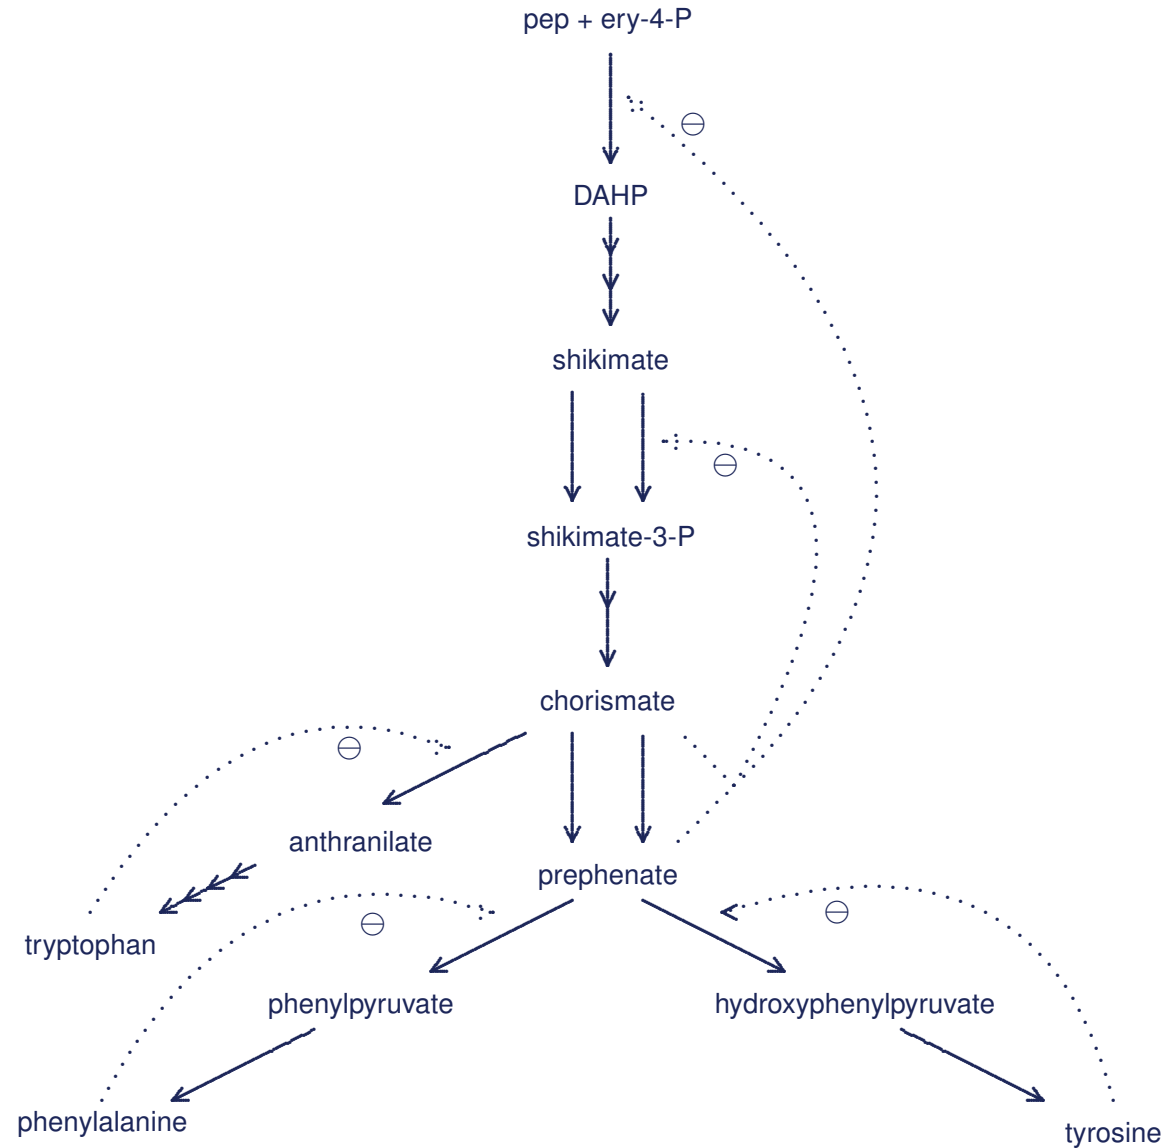 pep + ery-4-P
DAHP
shikimate
shikimate-3-P
chorismate
anthranilate
prephenate
tryptophan
phenylpyruvate
hydroxyphenylpyruvate
phenylalanine
tyrosine